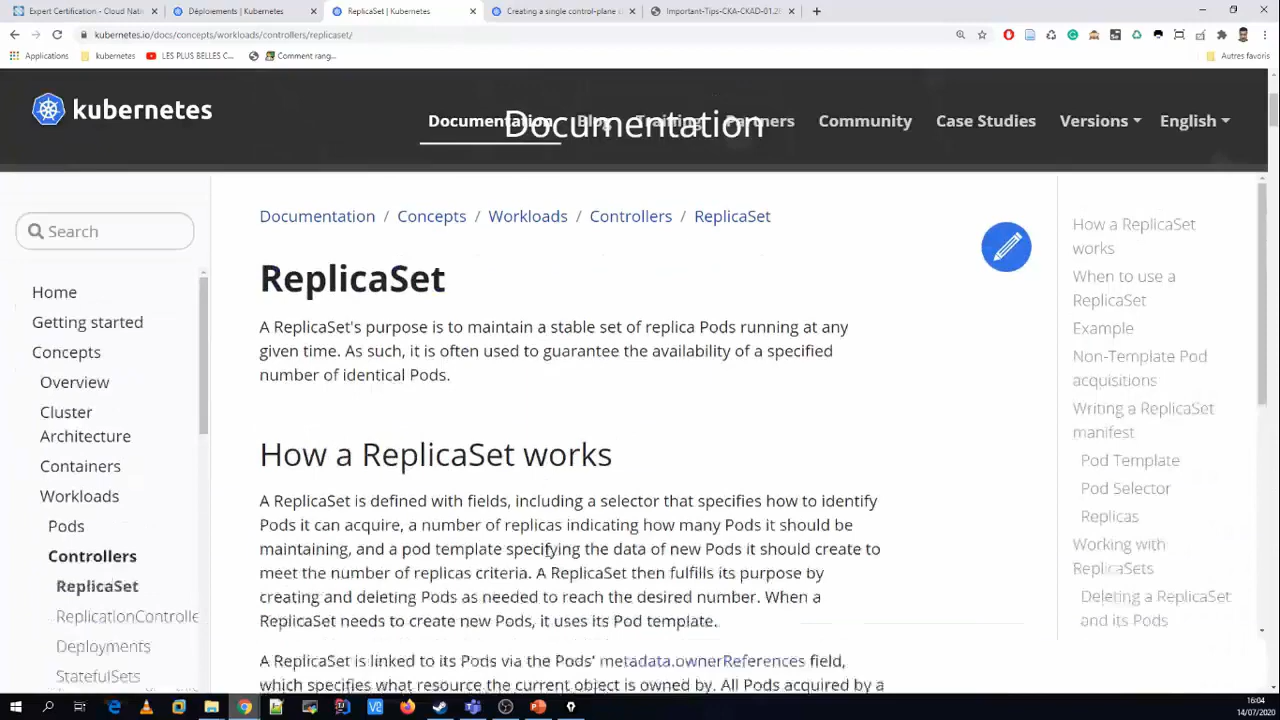 Expert Certification - Cloud Nati
Déploiements | Kubernetes
ReplicaSet | Kubernetes
Creating a single control-plane
Important-Tips-CKA-CKAD-01.2
kubernetes.io/docs/concepts/workloads/controllers/replicaset/
Applications
kubernetes
LES PLUS BELLES C...
Comment rang...
Autres favoris
kubernetes
Documentation
Blog
Training
Partners
Community
Case Studies
Versions
English
Documentation
Documentation / Concepts / Workloads / Controllers / ReplicaSet
Search
Home
Getting started
Concepts
Overview
Cluster
Architecture
Containers
Workloads
Pods
Controllers
ReplicaSet
ReplicationControlle
Deployments
StatefulSets
ReplicaSet
A ReplicaSet's purpose is to maintain a stable set of replica Pods running at any
given time. As such, it is often used to guarantee the availability of a specified
number of identical Pods.
How a ReplicaSet works
A ReplicaSet is defined with fields, including a selector that specifies how to identify
Pods it can acquire, a number of replicas indicating how many Pods it should be
maintaining, and a pod template specifying the data of new Pods it should create to
meet the number of replicas criteria. A ReplicaSet then fulfills its purpose by
creating and deleting Pods as needed to reach the desired number. When a
ReplicaSet needs to create new Pods, it uses its Pod template.
A ReplicaSet is linked to its Pods via the Pods' metadata.ownerReferences field,
which specifies what resource the current object is owned by. All Pods acquired by a
How a ReplicaSet
works
When to use a
ReplicaSet
Example
Non-Template Pod
acquisitions
Writing a ReplicaSet
manifest
Pod Template
Pod Selector
Replicas
Working with
ReplicaSets
Deleting a ReplicaSet
and its Pods
16:04
14/07/2020